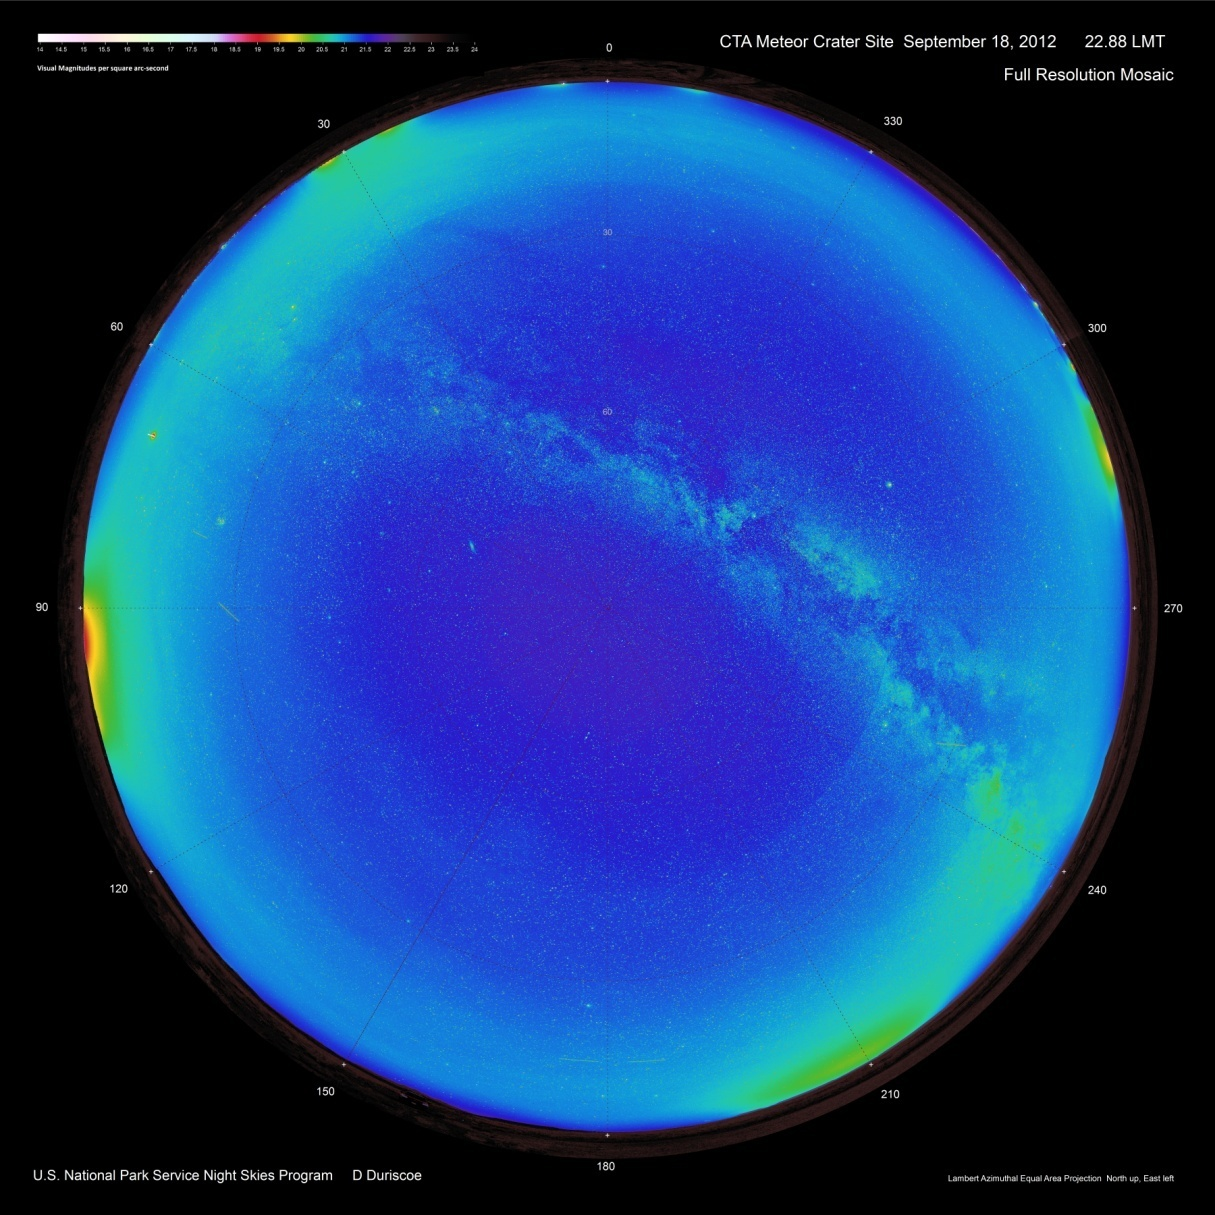 CTA Meteor Crater Site  September 18, 2012  22.88 LMT
Full Resolution Mosaic
14 14.5 15 15.5 16 16.5 17 17.5 18 18.5 19 19.5 20 20.5 21 21.5 22 22.5 23 23.5 24
Visual Magnitudes per square arc-second
0
30
330
30
60
300
60
90
270
120
240
150
210
180
U.S. National Park Service Night Skies Program  D Duriscoe
Lambert Azimuthal Equal Area Projection  North up, East left